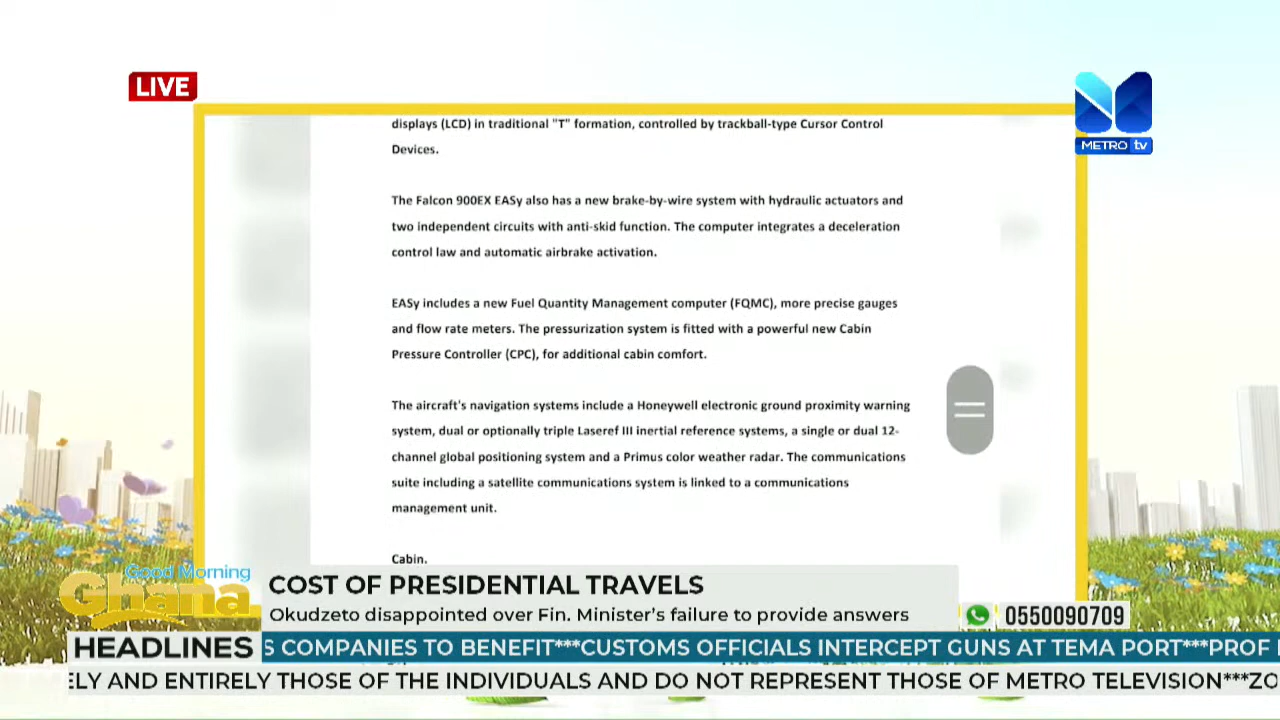 LIVE
METRO tv
displays (LCD) in traditional "T" formation, controlled by trackball-type Cursor Control
Devices.
The Falcon 900EX EASy also has a new brake-by-wire system with hydraulic actuators and
two independent circuits with anti-skid function. The computer integrates a deceleration
control law and automatic airbrake activation.
EASy includes a new Fuel Quantity Management computer (FQMC), more precise gauges
and flow rate meters. The pressurization system is fitted with a powerful new Cabin
Pressure Controller (CPC), for additional cabin comfort.
The aircraft's navigation systems include a Honeywell electronic ground proximity warning
system, dual or optionally triple Laseref III inertial reference systems, a single or dual 12-
channel global positioning system and a Primus color weather radar. The communications
suite including a satellite communications system is linked to a communications
management unit.
Cabin.
Good Morning
Ghana
COST OF PRESIDENTIAL TRAVELS
Okudzeto disappointed over Fin. Minister's failure to provide answers
0550090709
HEADLINES
S COMPANIES TO BENEFIT***CUSTOMS OFFICIALS INTERCEPT GUNS AT TEMA PORT***PROF
ELY AND ENTIRELY THOSE OF THE INDIVIDUALS AND DO NOT REPRESENT THOSE OF METRO TELEVISION***ZO